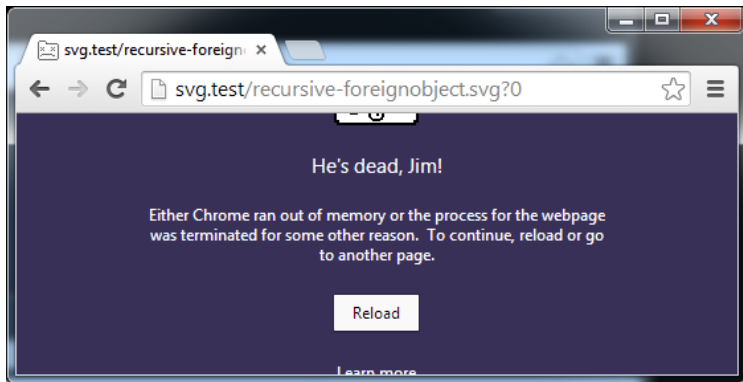 svg.test/recursive-foreign
svg.test/recursive-foreignobject.svg?0
He's dead, Jim!
Either Chrome ran out of memory or the process for the webpage
was terminated for some other reason.  To continue, reload or go
to another page.
Reload
Learn more